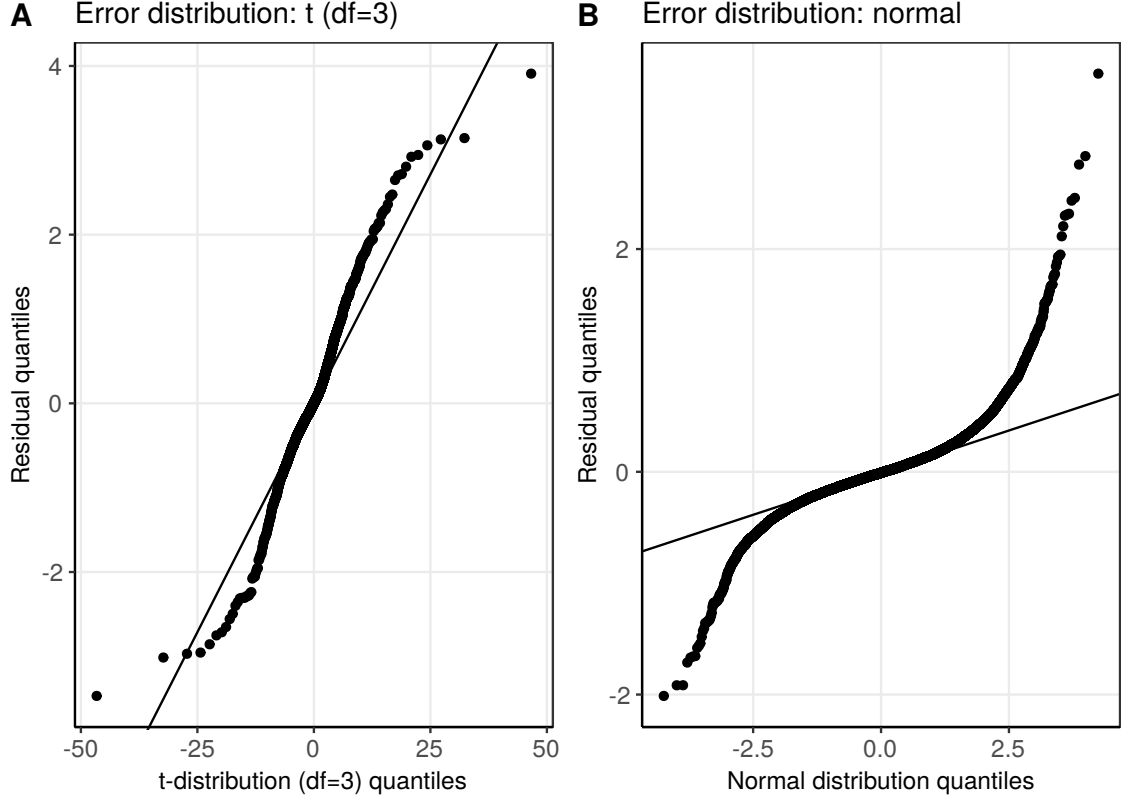 A Error distribution: t (df=3)
4
2
0
-2
-50 -25 0 25 50
t-distribution (df=3) quantiles
Residual quantiles
B Error distribution: normal
2
0
-2
-2.5 0.0 2.5
Normal distribution quantiles
Residual quantiles